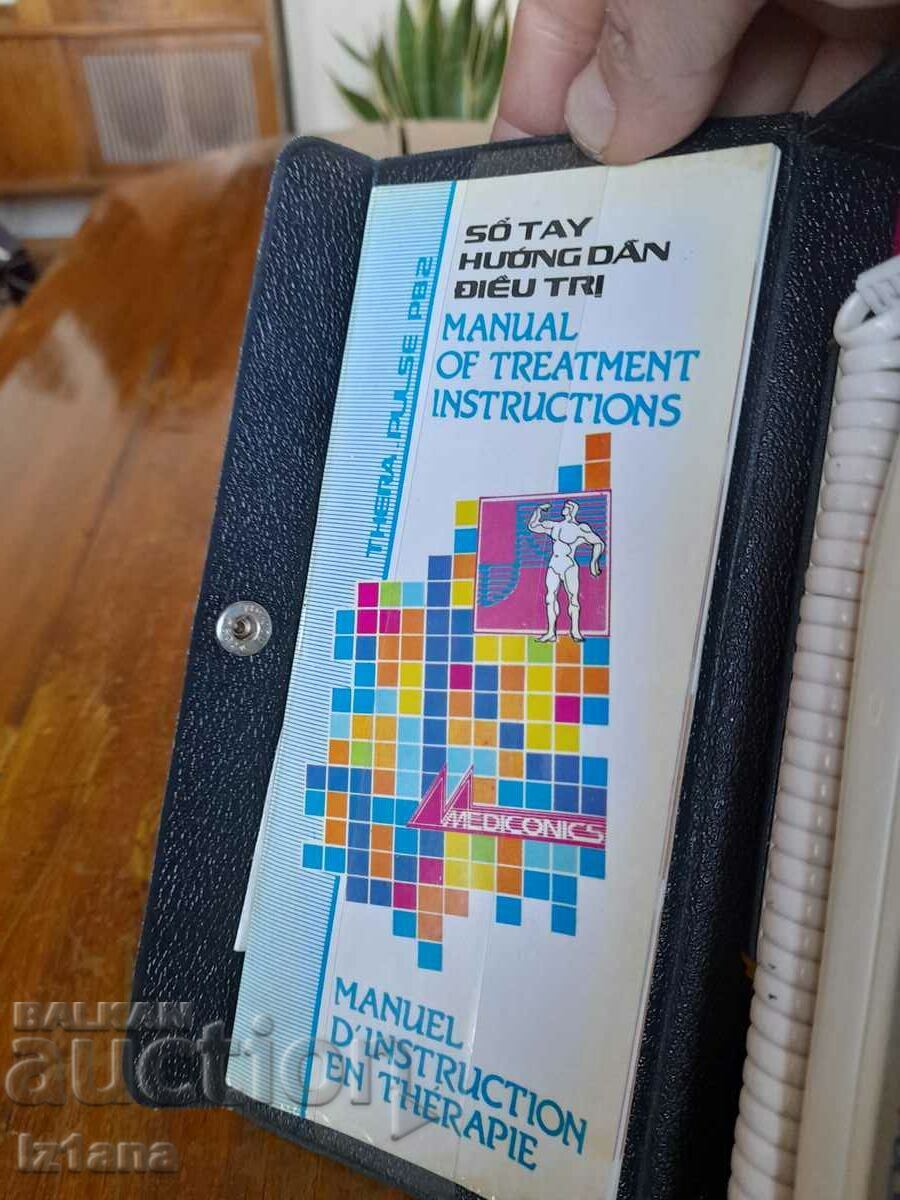 SỔ TAY
HƯỚNG DẪN
ĐIỀU TRỊ
MANUAL
OF TREATMENT
INSTRUCTIONS
PULSE PB2
MEDICONICS
MANUEL
D'INSTRUCTION
EN THÉRAPIE
BALKAN
auction
Iz1ana